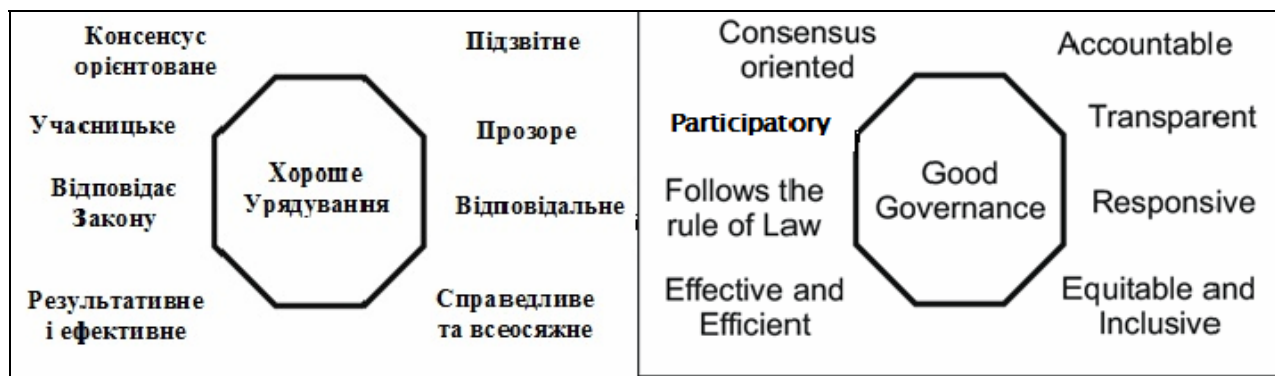 Консенсус
орієнтоване
Підзвітне
Учасницьке
Прозоре
Хороше
Урядування
Відповідає
Закону
Відповідальне
Результативне
і ефективне
Справедливе
та всеосяжне
Consensus
oriented
Accountable
Participatory
Transparent
Good
Governance
Follows the
rule of Law
Responsive
Effective and
Efficient
Equitable and
Inclusive